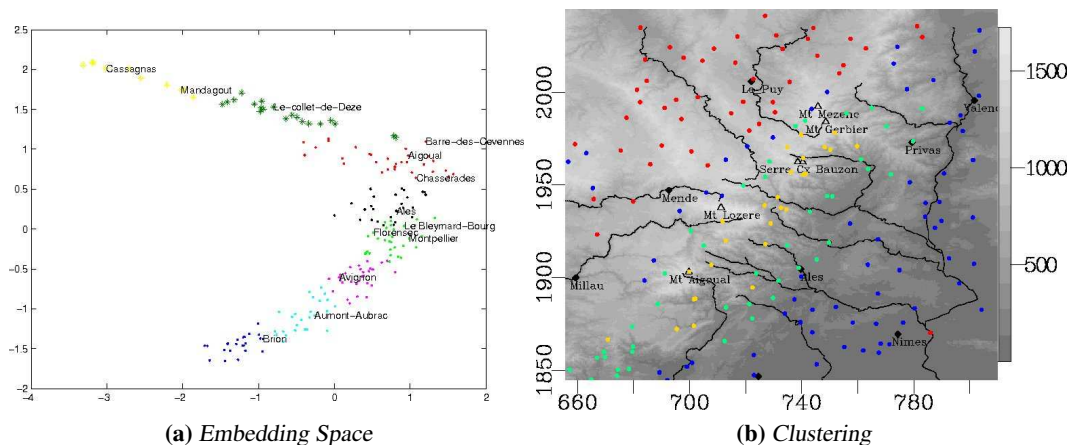 2.5
2
1.5
1
0.5
0
−0.5
−1
−1.5
−2
−4
−3
−2
−1
0
1
2
Cassagnas
Mandagout
Le-collet-de-Deze
Barre-des-Cevennes
Aigoual
Chasserades
Ales
Le Bleymard-Bourg
Florensec
Montpellier
Avignon
Aumont-Aubrac
Brion
(a) Embedding Space
2000
1950
1900
1850
660
700
740
780
Le Puy
Mt Mezenc
Mt Gerbier
Valenc
Privas
Serre Cx Bauzon
Mende
Mt Lozere
Mt Aigoual
Ales
Millau
Nimes
1500
1000
500
(b) Clustering